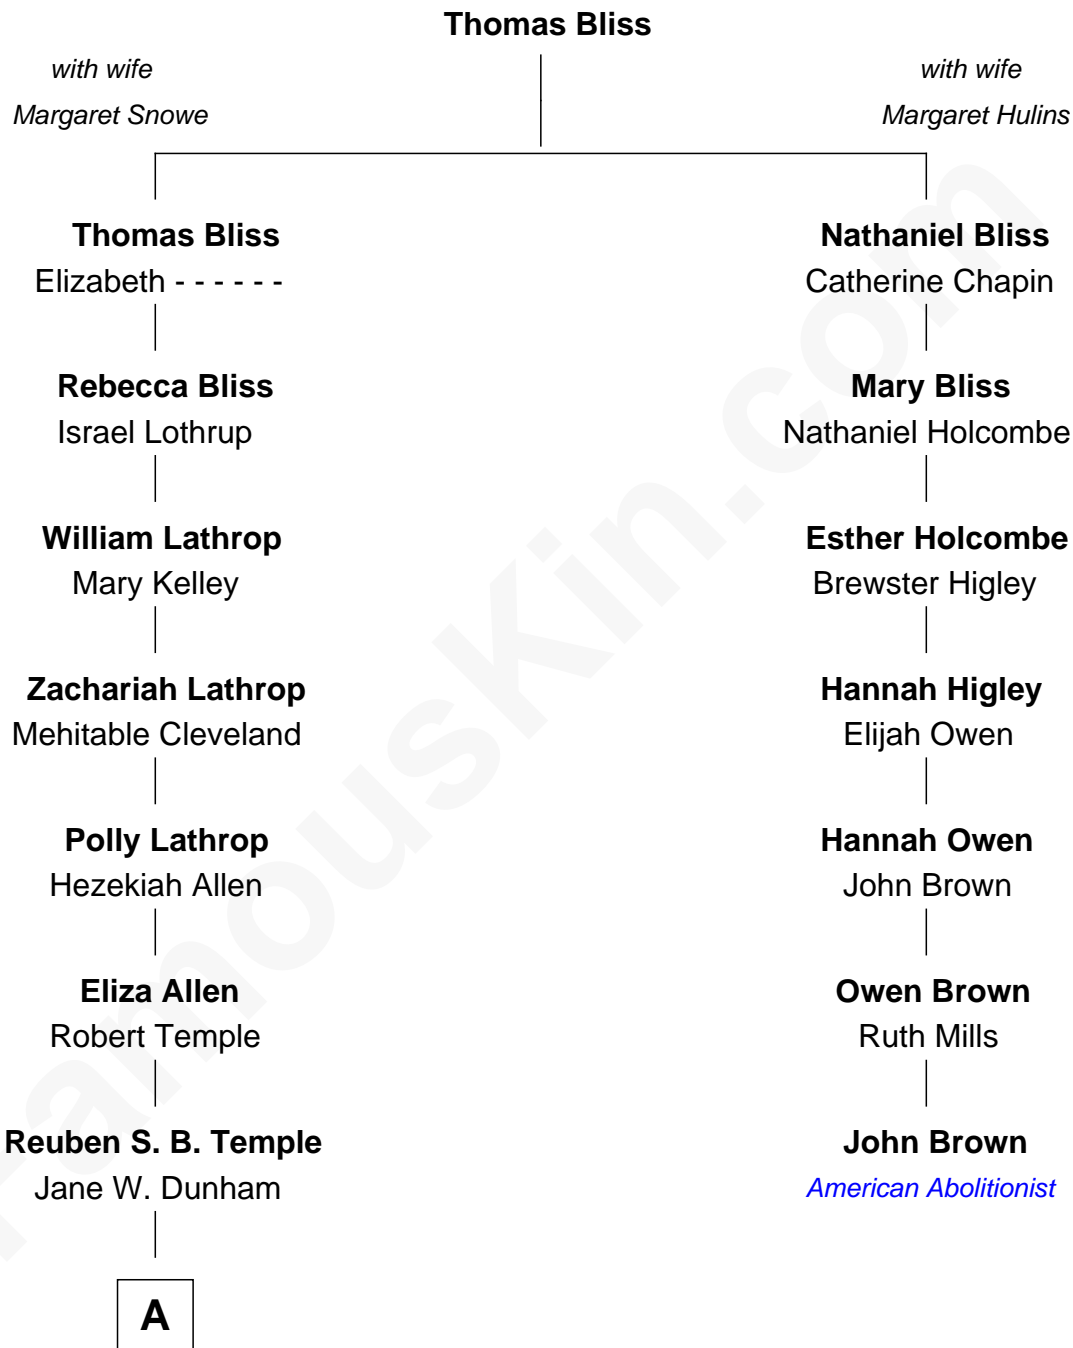 Thomas Bliss
with wife
Margaret Snowe
with wife
Margaret Hulins
Thomas Bliss
Elizabeth - - - - - -
Nathaniel Bliss
Catherine Chapin
Rebecca Bliss
Israel Lothrup
Mary Bliss
Nathaniel Holcombe
William Lathrop
Mary Kelley
Esther Holcombe
Brewster Higley
Zachariah Lathrop
Mehitable Cleveland
Hannah Higley
Elijah Owen
Polly Lathrop
Hezekiah Allen
Hannah Owen
John Brown
Eliza Allen
Robert Temple
Owen Brown
Ruth Mills
Reuben S. B. Temple
Jane W. Dunham
John Brown
American Abolitionist
A
FamousKin.com